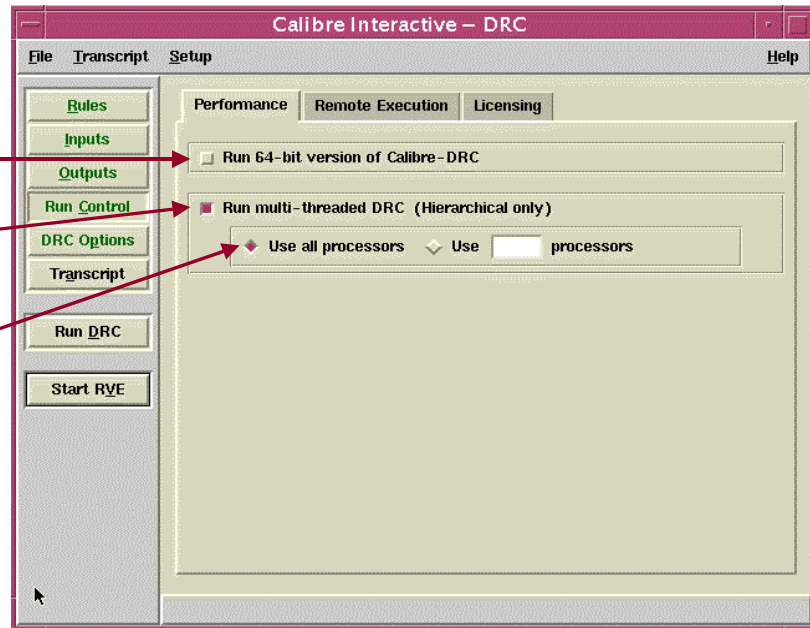 Calibre Interactive – DRC
File Transcript Setup Help
Rules
Inputs
Outputs
Run Control
DRC Options
Transcript
Run DRC
Start RVE
Performance Remote Execution Licensing
Run 64-bit version of Calibre-DRC
Run multi-threaded DRC (Hierarchical only)
Use all processors Use processors